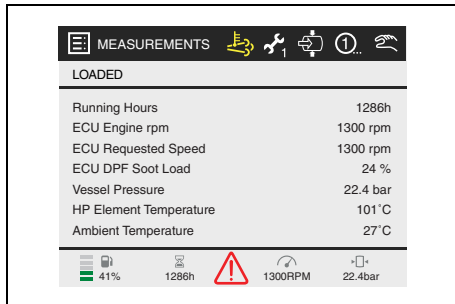 MEASUREMENTS 1 1...
LOADED
Running Hours 1286h
ECU Engine rpm 1300 rpm
ECU Requested Speed 1300 rpm
ECU DPF Soot Load 24 %
Vessel Pressure 22.4 bar
HP Element Temperature 101°C
Ambient Temperature 27°C
41% 1286h 1300RPM 22.4bar